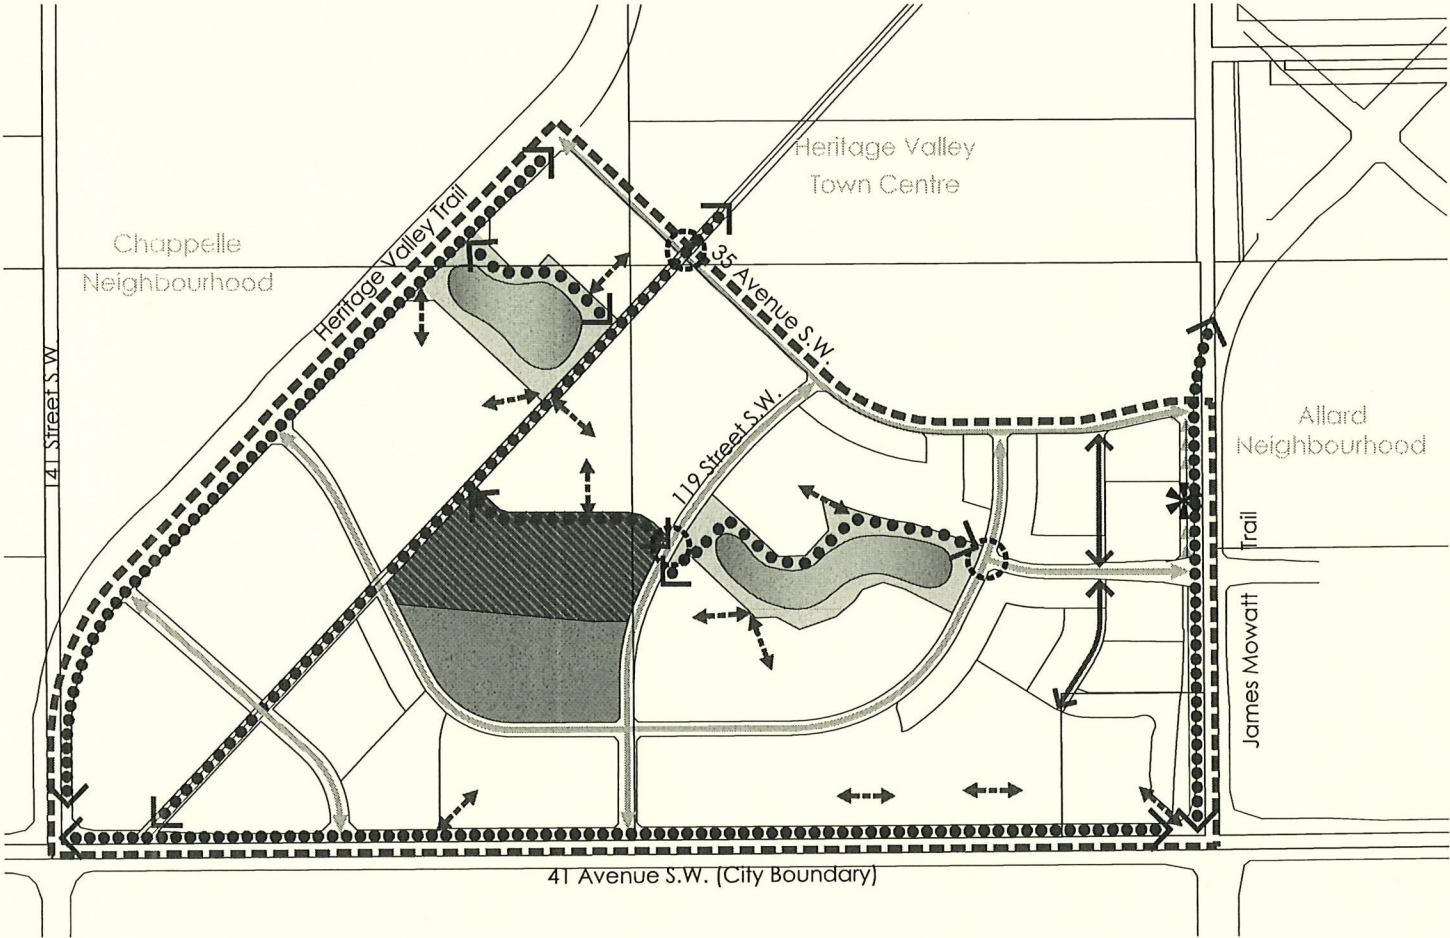 Heritage Valley
Town Centre
Chappelle
Neighbourhood
Heritage Valley Trail
35 Avenue S.W.
141 Street S.W.
119 Street S.W.
Allard
Neighbourhood
James Mowatt Trail
41 Avenue S.W. (City Boundary)